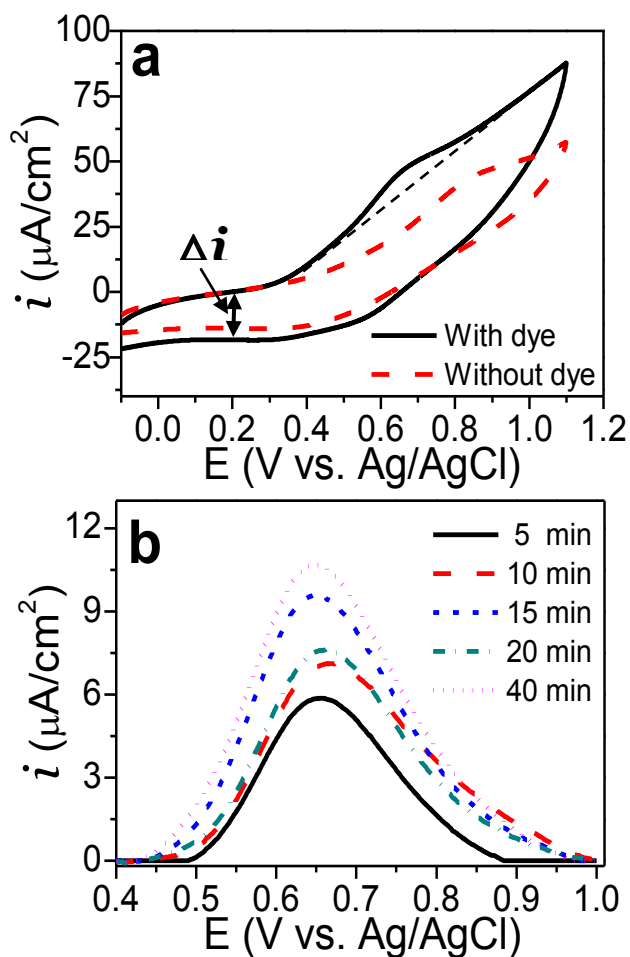 a
100
75
50
25
0
-25
i (μA/cm²)
Δi
With dye
Without dye
0.0 0.2 0.4 0.6 0.8 1.0 1.2
E (V vs. Ag/AgCl)
b
12
9
6
3
0
i (μA/cm²)
5 min
10 min
15 min
20 min
40 min
0.4 0.5 0.6 0.7 0.8 0.9 1.0
E (V vs. Ag/AgCl)